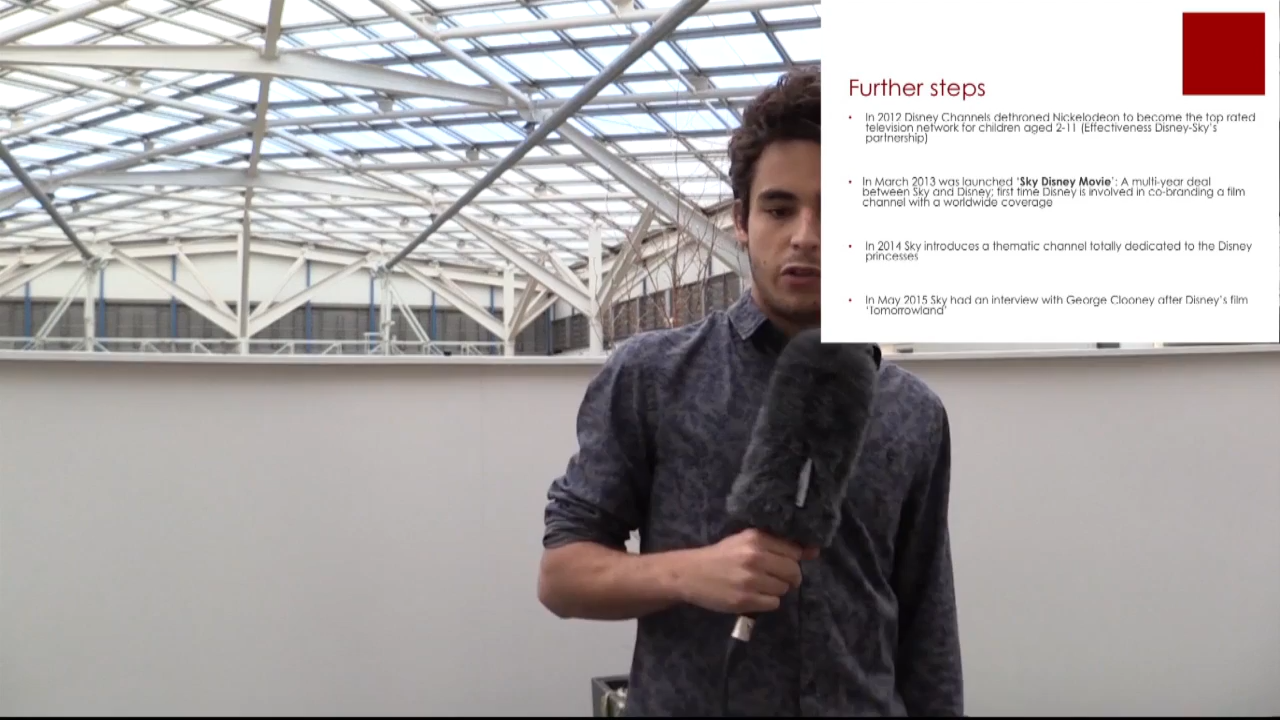 Further steps
• In 2012 Disney Channels dethroned Nickelodeon to become the top rated
television network for children aged 2-11 (Effectiveness Disney-Sky's
partnership)
• In March 2013 was launched 'Sky Disney Movie': A multi-year deal
between Sky and Disney; first time Disney is involved in co-branding a film
channel with a worldwide coverage
• In 2014 Sky introduces a thematic channel totally dedicated to the Disney
princesses
• In May 2015 Sky had an interview with George Clooney after Disney's film
'Tomorrowland'